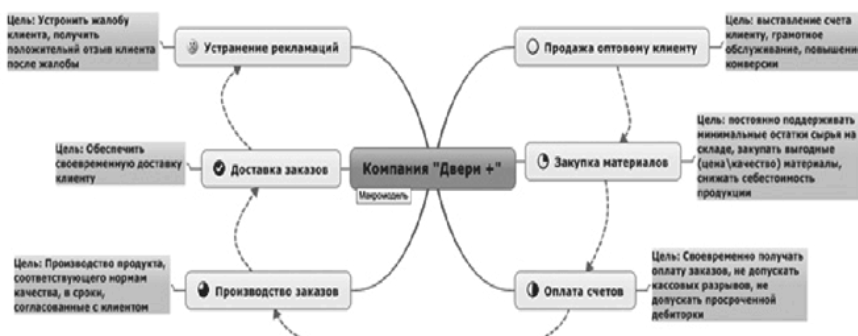 Цель: Устронить жалобу
клиента, получить
положительнй отзыв клиента
после жалобы
Устранение рекламаций
Продажа оптовому клиенту
Цель: выставление счета
клиенту, грамотное
обслуживание, повышение
конверсии
Цель: Обеспечить
своевременную доставку
клиенту
Доставка заказов
Компания "Двери +"
Макромодель
Закупка материалов
Цель: постоянно поддерживать
минимальные остатки сырья на
складе, закупать выгодные
(цена\качество) материалы,
снижать себестоимость
продукции
Цель: Производство продукта,
соответствующего нормам
качества, в сроки,
согласованные с клиентом
Производство заказов
Оплата счетов
Цель: Своевременно получать
оплату заказов, не допускать
кассовых разрывов, не
допускать просроченной
дебиторки